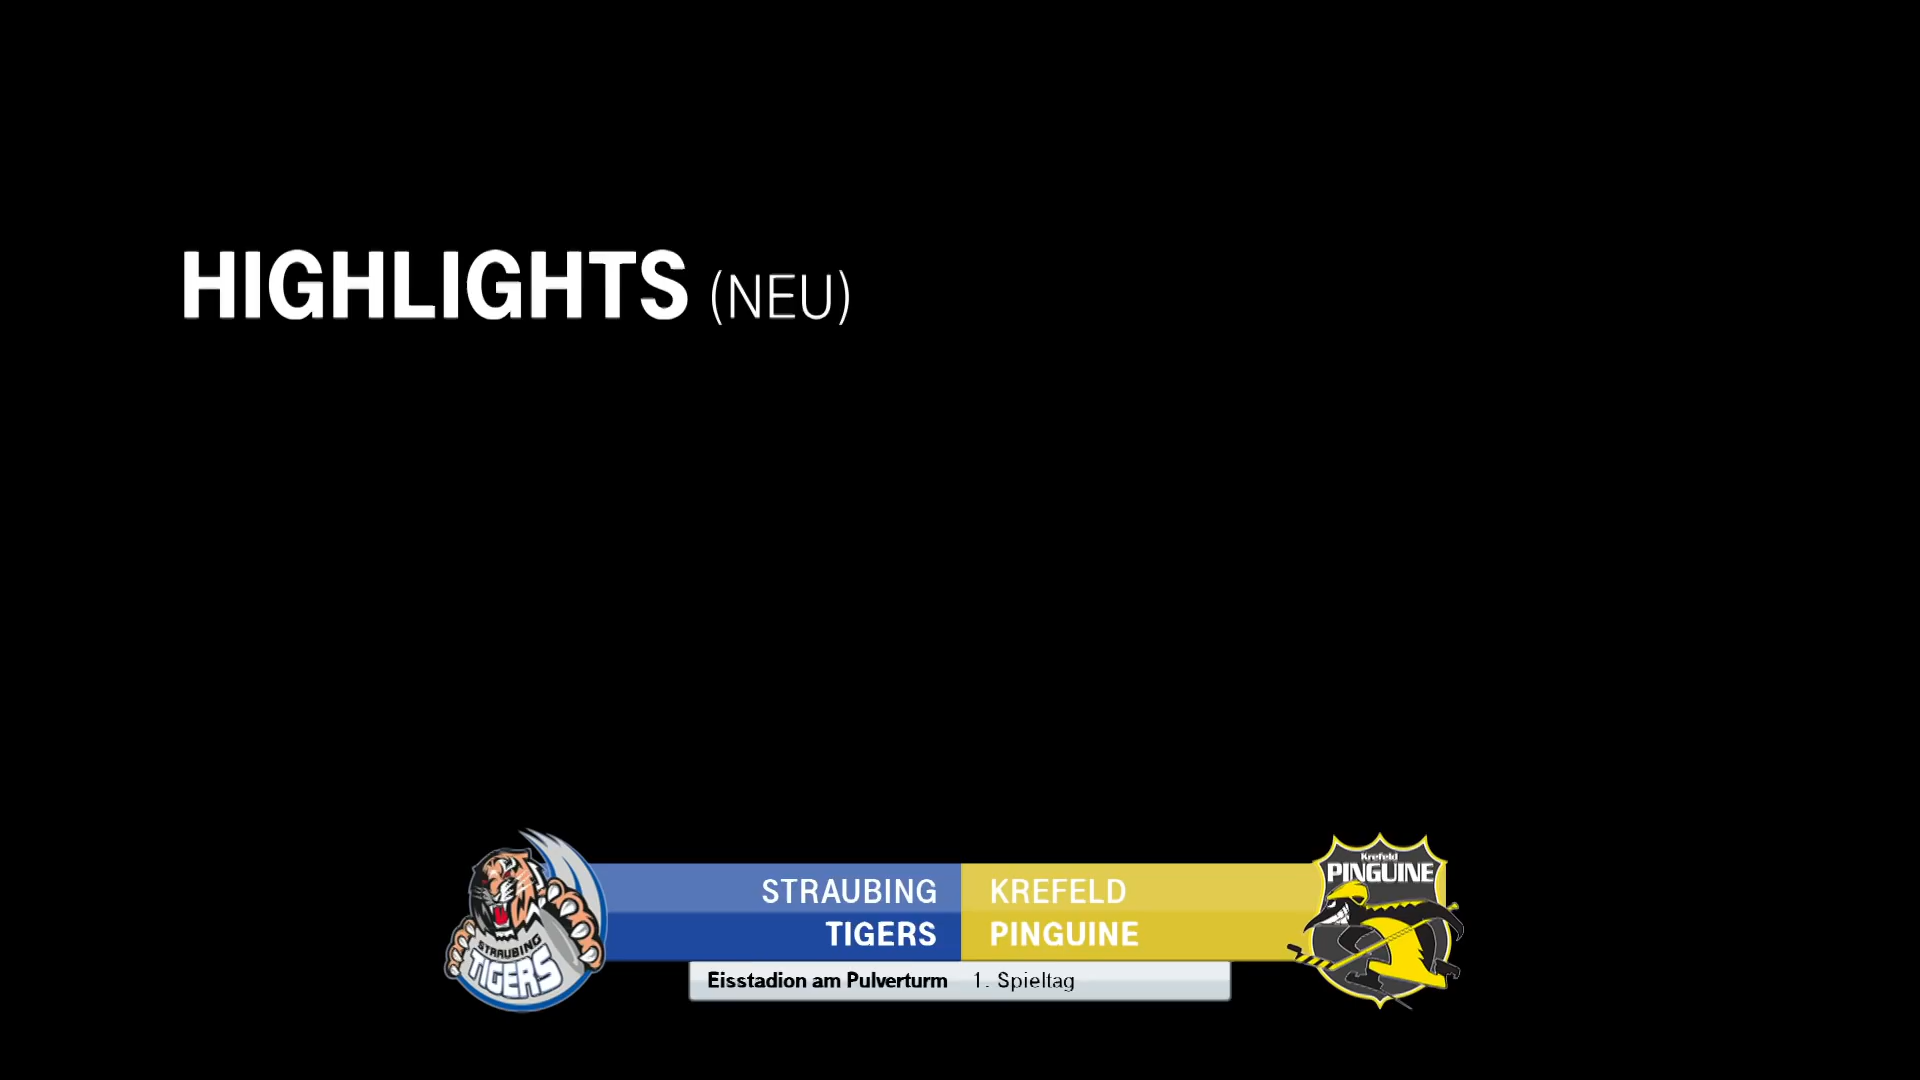 HIGHLIGHTS (NEU)
STRAUBING
TIGERS
KREFELD
PINGUINE
Eisstadion am Pulverturm 1. Spieltag
STRAUBING
TIGERS
Krefeld
PINGUINE